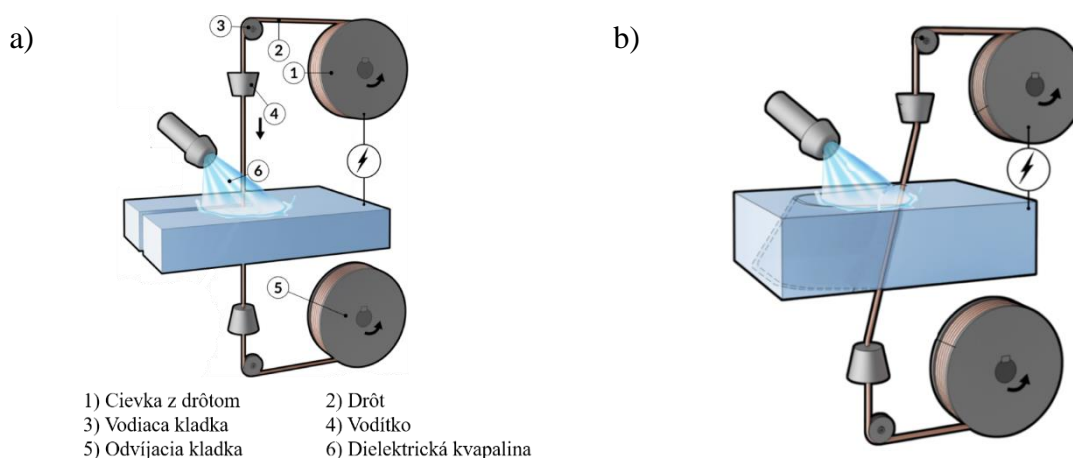 a)
b)
3
2
1
4
6
5
1) Cievka z drôtom 2) Drôt
3) Vodiaca kladka 4) Vodítko
5) Odvíjacia kladka 6) Dielektrická kvapalina